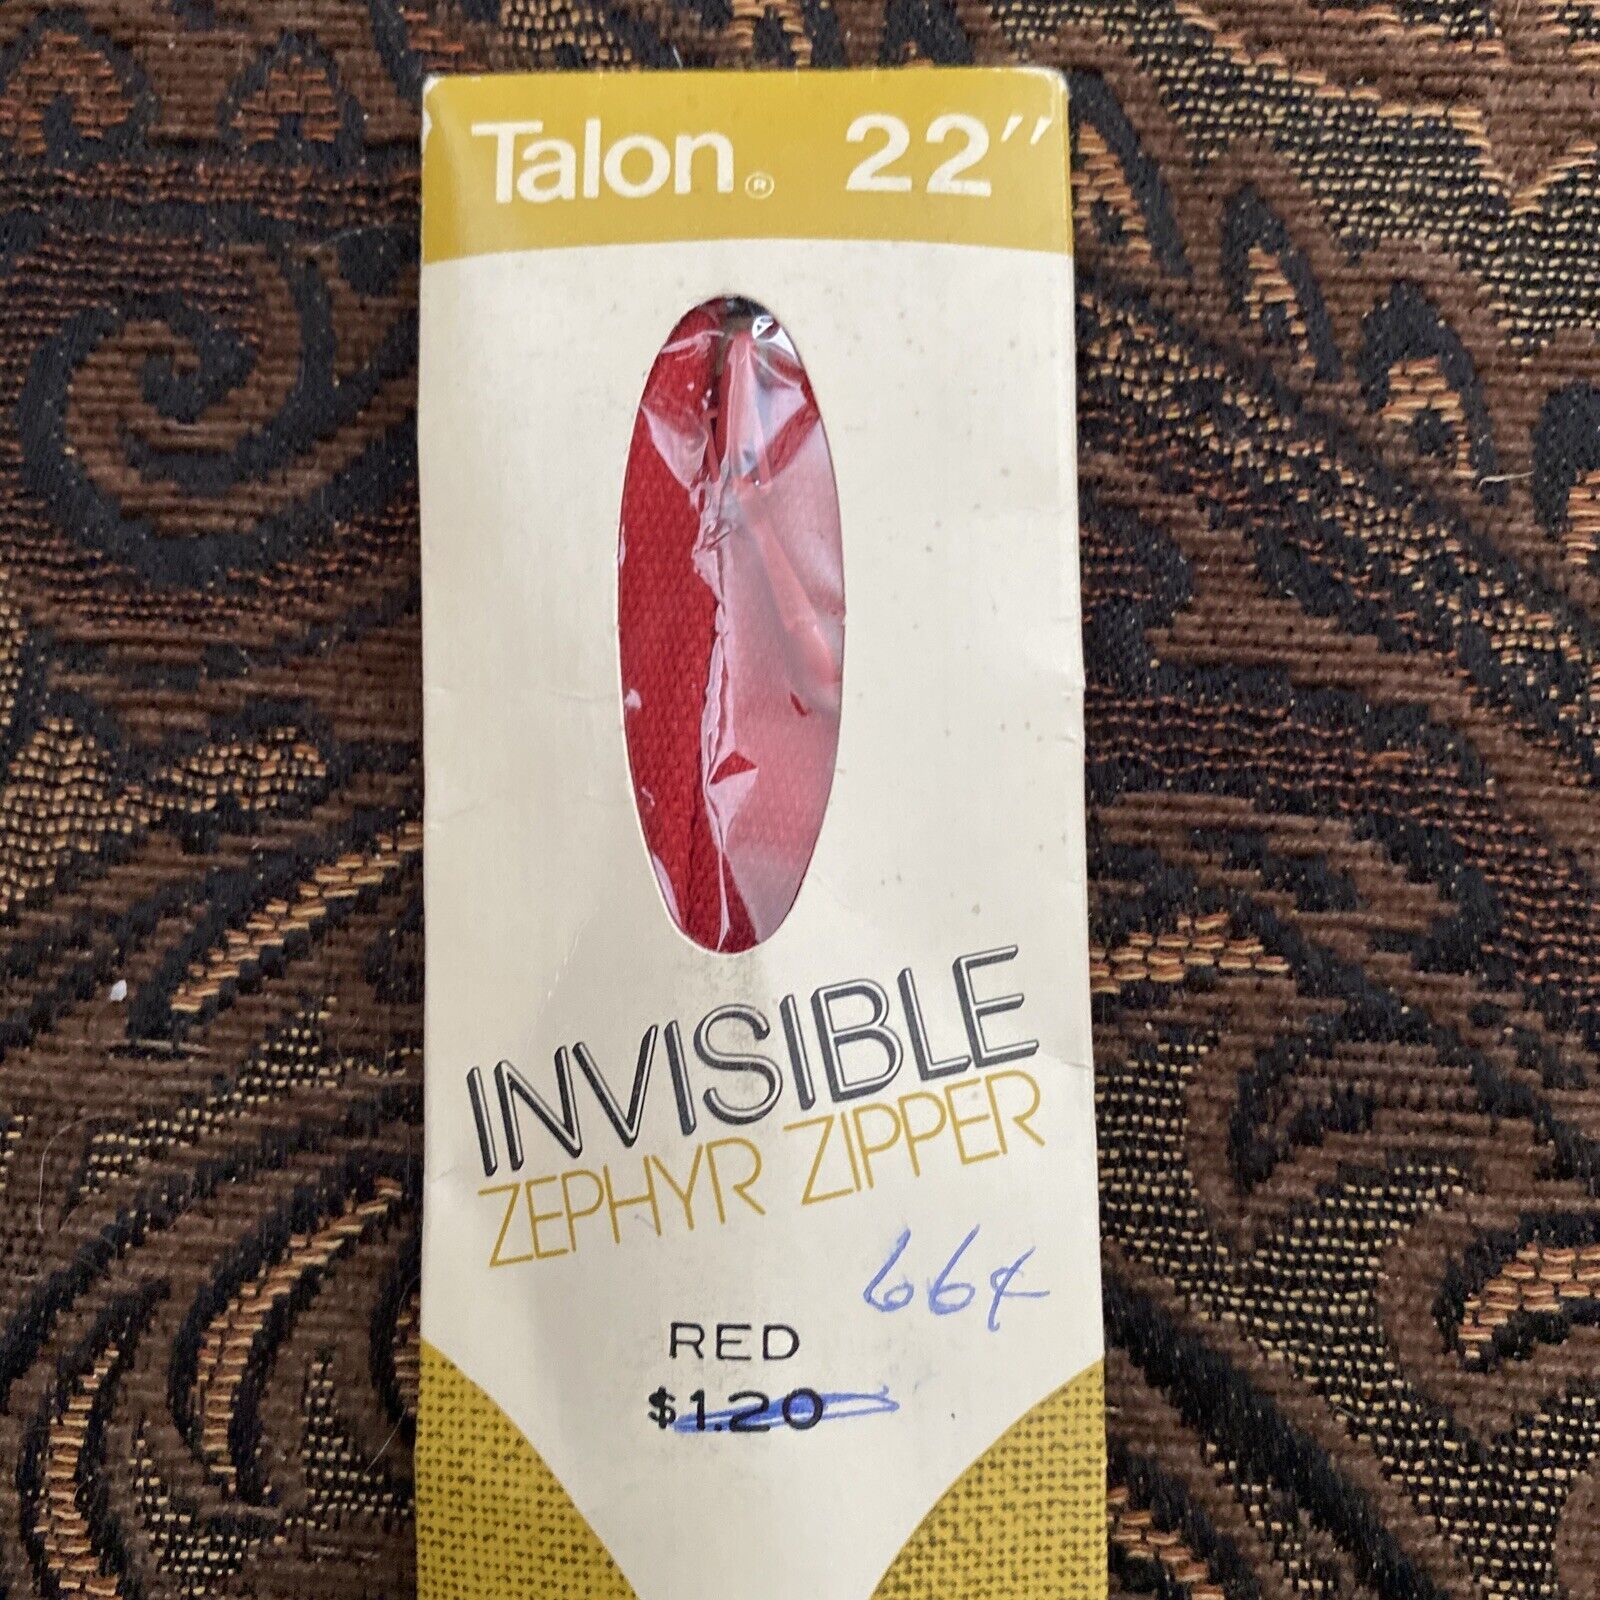 Talon® 22"
INVISIBLE
ZEPHYR ZIPPER
66¢
RED
$1.20